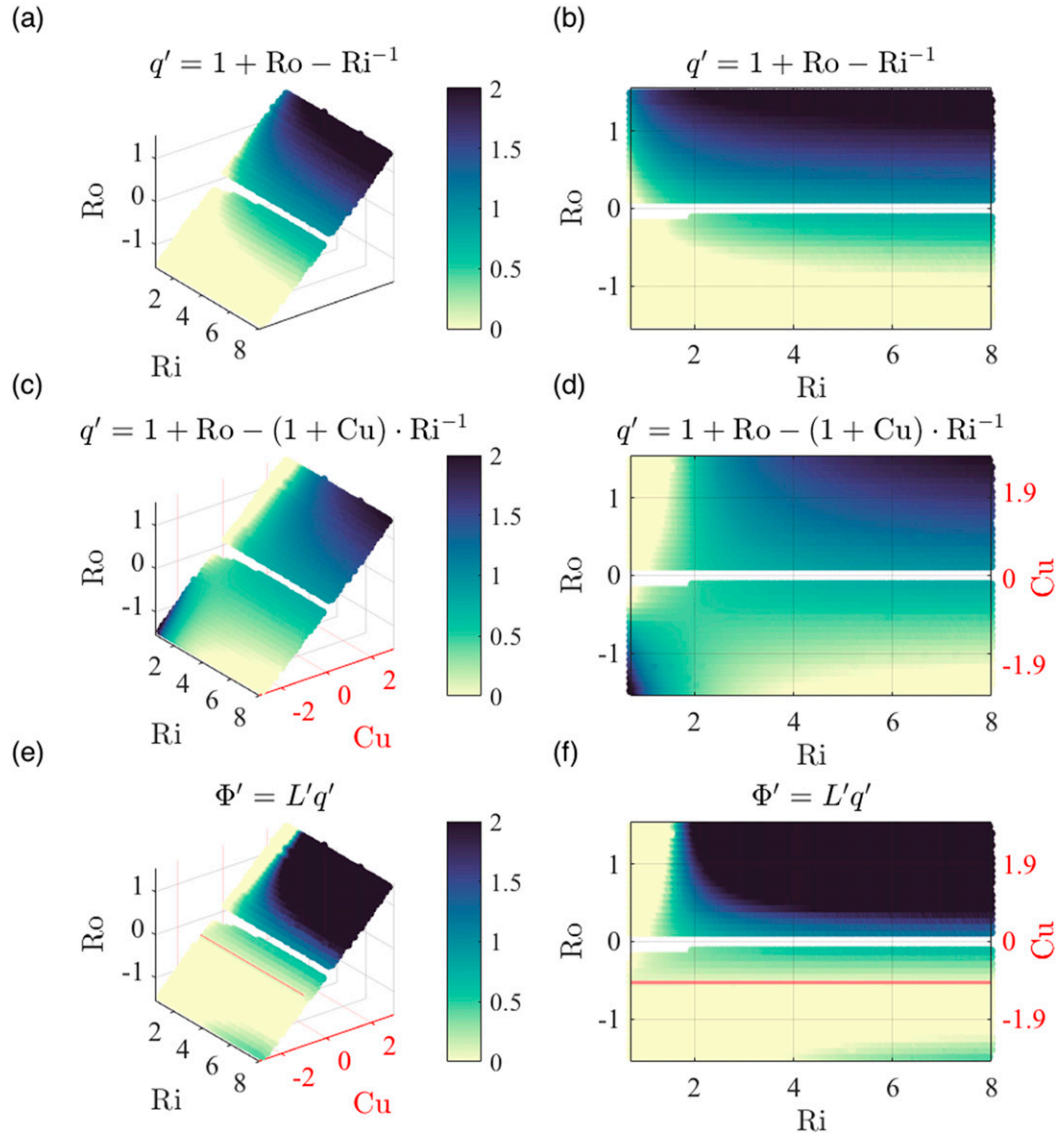 (a)
q′ = 1 + Ro − Ri⁻¹
Ro
1
0
-1
2
4
6
8
Ri
2
1.5
1
0.5
0
(b)
q′ = 1 + Ro − Ri⁻¹
Ro
1
0
-1
2
4
6
8
Ri
(c)
q′ = 1 + Ro − (1 + Cu) · Ri⁻¹
Ro
1
0
-1
2
4
6
8
Ri
-2
0
2
Cu
2
1.5
1
0.5
0
(d)
q′ = 1 + Ro − (1 + Cu) · Ri⁻¹
Ro
1
0
-1
2
4
6
8
Ri
1.9
0
-1.9
Cu
(e)
Φ′ = L′q′
Ro
1
0
-1
2
4
6
8
Ri
-2
0
2
Cu
2
1.5
1
0.5
0
(f)
Φ′ = L′q′
Ro
1
0
-1
2
4
6
8
Ri
1.9
0
-1.9
Cu